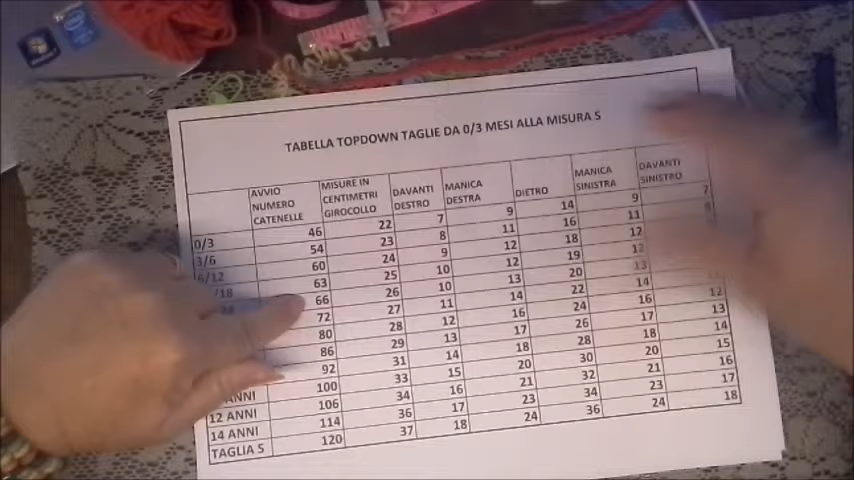 TABELLA TOPDOWN TAGLIE DA 0/3 MESI ALLA MISURA S
AVVIO NUMERO CATENELLE MISURE IN CENTIMETRI GIROCOLLO DAVANTI DESTRO MANICA DESTRA DIETRO MANICA SINISTRA DAVANTI SINISTRO
0/3 46 22 7 9 14 9 7
3/6 54 23 8 11 16 11
6/12 60 24 9 12 18 12
/18 63 25 10 12 19
66 26 10 13 20 13
72 27 11 14 22 14
80 28 12 16 24 16 12
86 29 13 17 26 17 13
92 31 14 18 28 18 14
ANNI 100 33 15 20 30 20 15
12 ANNI 106 34 16 21 32 21 16
14 ANNI 114 36 17 23 34 23 17
TAGLIA S 120 37 18 24 36 24 18